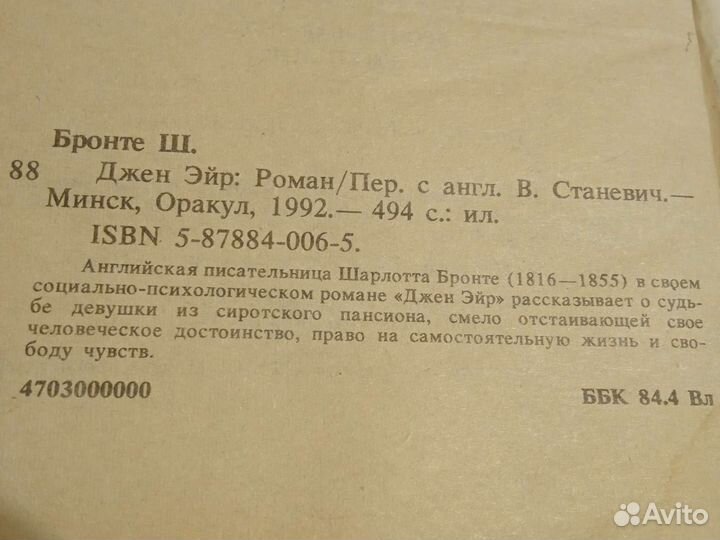 Бронте Ш.
88 Джен Эйр: Роман/Пер. с англ. В. Станевич.—
Минск, Оракул, 1992.— 494 с.: ил.
ISBN 5-87884-006-5.
Английская писательница Шарлотта Бронте (1816—1855) в своем
социально-психологическом романе «Джен Эйр» рассказывает о судь-
бе девушки из сиротского пансиона, смело отстаивающей свое
человеческое достоинство, право на самостоятельную жизнь и сво-
боду чувств.
4703000000 ББК 84.4 Вл
Avito